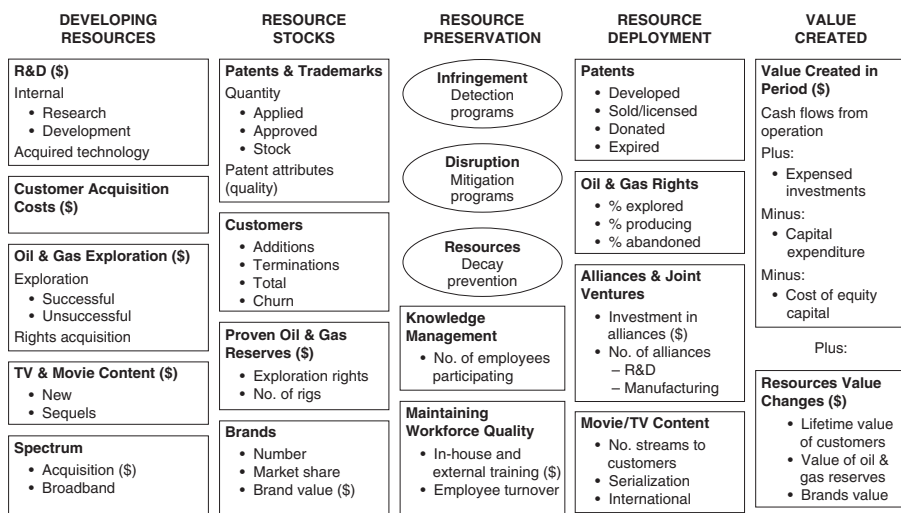 DEVELOPING
RESOURCES
R&D ($)
Internal
• Research
• Development
Acquired technology
Customer Acquisition
Costs ($)
Oil & Gas Exploration ($)
Exploration
• Successful
• Unsuccessful
Rights acquisition
TV & Movie Content ($)
• New
• Sequels
Spectrum
• Acquisition ($)
• Broadband
RESOURCE
STOCKS
Patents & Trademarks
Quantity
• Applied
• Approved
• Stock
Patent attributes
(quality)
Customers
• Additions
• Terminations
• Total
• Churn
Proven Oil & Gas
Reserves ($)
• Exploration rights
• No. of rigs
Brands
• Number
• Market share
• Brand value ($)
RESOURCE
PRESERVATION
Infringement
Detection
programs
Disruption
Mitigation
programs
Resources
Decay
prevention
Knowledge
Management
• No. of employees
participating
Maintaining
Workforce Quality
• In-house and
external training ($)
• Employee turnover
RESOURCE
DEPLOYMENT
Patents
• Developed
• Sold/licensed
• Donated
• Expired
Oil & Gas Rights
• % explored
• % producing
• % abandoned
Alliances & Joint
Ventures
• Investment in
alliances ($)
• No. of alliances
– R&D
– Manufacturing
Movie/TV Content
• No. streams to
customers
• Serialization
• International
VALUE
CREATED
Value Created in
Period ($)
Cash flows from
operation
Plus:
• Expensed
investments
Minus:
• Capital
expenditure
Minus:
• Cost of equity
capital
Plus:
Resources Value
Changes ($)
• Lifetime value
of customers
• Value of oil &
gas reserves
• Brands value